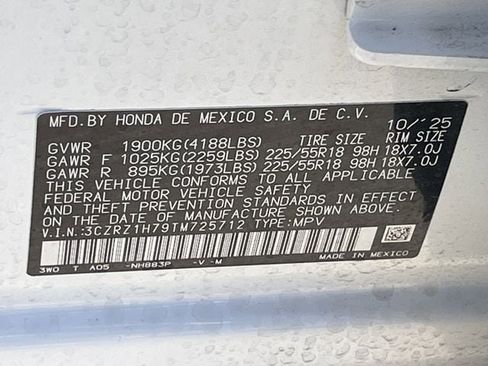 MFD.BY HONDA DE MEXICO S.A. DE C.V. 10/'25
GVWR 1900KG(4188LBS) TIRE SIZE RIM SIZE
GAWR F 1025KG(2259LBS) 225/55R18 98H 18X7.0J
GAWR R 895KG(1973LBS) 225/55R18 98H 18X7.0J
THIS VEHICLE CONFORMS TO ALL APPLICABLE
FEDERAL MOTOR VEHICLE SAFETY, BUMPER,
AND THEFT PREVENTION STANDARDS IN EFFECT
ON THE DATE OF MANUFACTURE SHOWN ABOVE.
V.I.N.:3CZRZ1H79TM725712 TYPE:MPV
3W0 T A05 -NH883P -V -M
MADE IN MEXICO